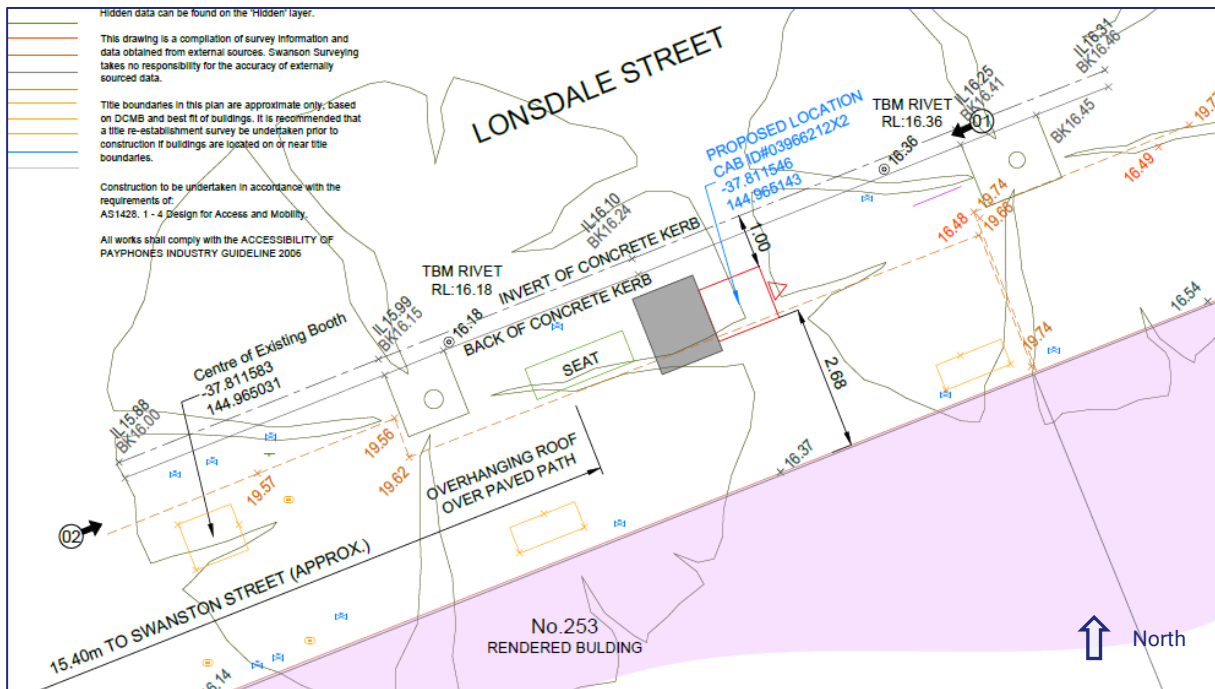 Hidden data can be found on the 'Hidden' layer.
This drawing is a compilation of survey information and
data obtained from external sources. Swanson Surveying
takes no responsibility for the accuracy of externally
sourced data.
Title boundaries in this plan are approximate only, based
on DCMB and best fit of buildings. It is recommended that
a title re-establishment survey be undertaken prior to
construction if buildings are located on or near title
boundaries.
Construction to be undertaken in accordance with the
requirements of:
AS1428. 1 - 4 Design for Access and Mobility.
All works shall comply with the ACCESSIBILITY OF
PAYPHONES INDUSTRY GUIDELINE 2006
LONSDALE STREET
PROPOSED LOCATION
CAB ID#03966212X2
-37.811546
144.965143
TBM RIVET
RL:16.36
16.36
01
IL16.25
BK16.41
IL16.31
BK16.46
BK16.45
19.77
16.49
19.74
19.66
16.48
19.74
16.54
IL16.10
BK16.24
INVERT OF CONCRETE KERB
BACK OF CONCRETE KERB
1.00
2.68
TBM RIVET
RL:16.18
16.18
IL15.99
BK16.15
SEAT
Centre of Existing Booth
-37.811583
144.965031
IL15.88
BK16.00
19.56
19.62
19.57
OVERHANGING ROOF
OVER PAVED PATH
16.37
02
15.40m TO SWANSTON STREET (APPROX.)
No.253
RENDERED BULDING
North